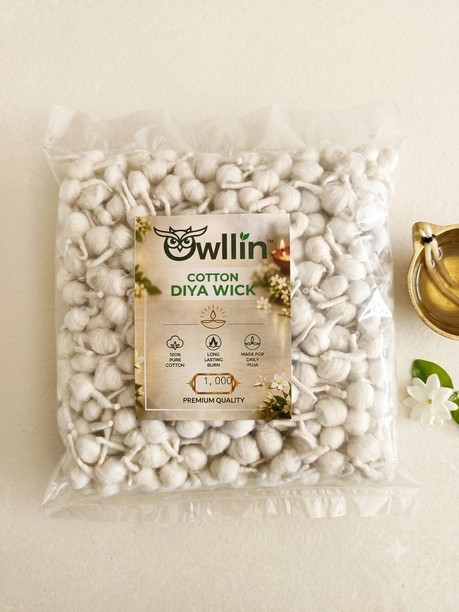 Owllin™
COTTON
DIYA WICK
100%
PURE
COTTON
LONG
LASTING
BURN
MADE FOR
DAILY
PUJA
1,000
PREMIUM QUALITY